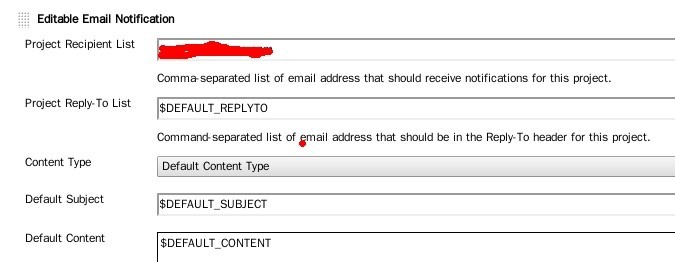 Editable Email Notification
Project Recipient List
Comma-separated list of email address that should receive notifications for this project.
Project Reply-To List $DEFAULT_REPLYTO
Command-separated list of email address that should be in the Reply-To header for this project.
Content Type Default Content Type
Default Subject $DEFAULT_SUBJECT
Default Content $DEFAULT_CONTENT